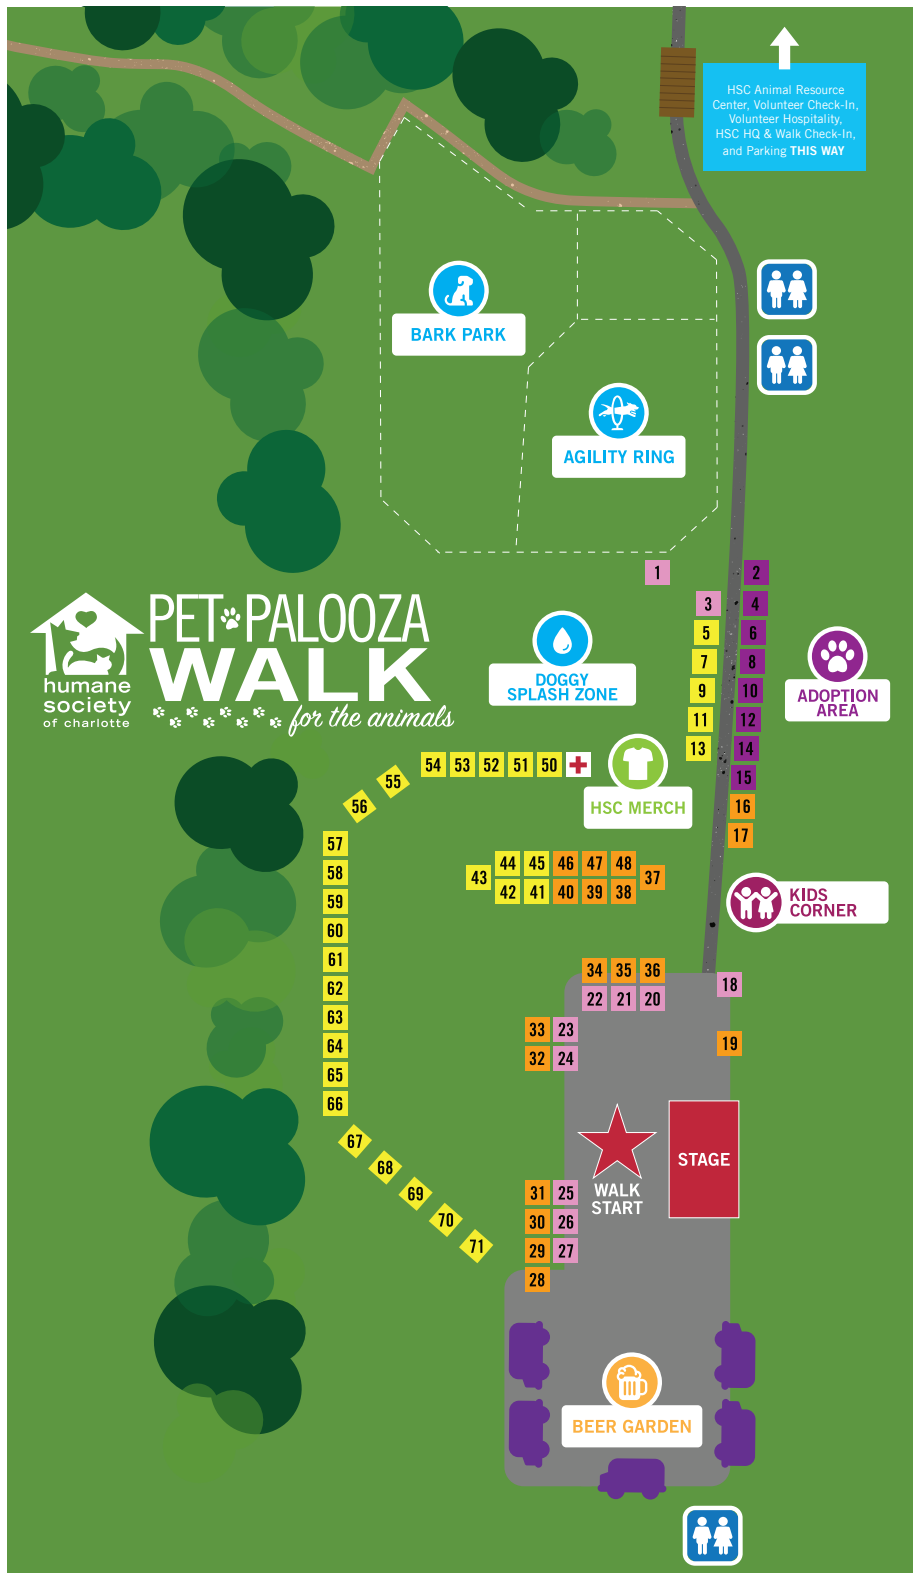 HSC Animal Resource
Center, Volunteer Check-In,
Volunteer Hospitality,
HSC HQ & Walk Check-In,
and Parking THIS WAY
BARK PARK
AGILITY RING
1
2
3
4
5
6
7
8
9
10
11
12
13
14
15
16
17
humane
society
of charlotte
PET PALOOZA
WALK
for the animals
DOGGY
SPLASH ZONE
ADOPTION
AREA
54 53 52 51 50
55
56
HSC MERCH
57
58
59
60
61
62
63
64
65
66
67
68
69
70
71
44 45 46 47 48
43
37
42 41 40 39 38
KIDS
CORNER
34 35 36
22 21 20
18
19
33 23
32 24
STAGE
WALK
START
31 25
30 26
29 27
28
BEER GARDEN